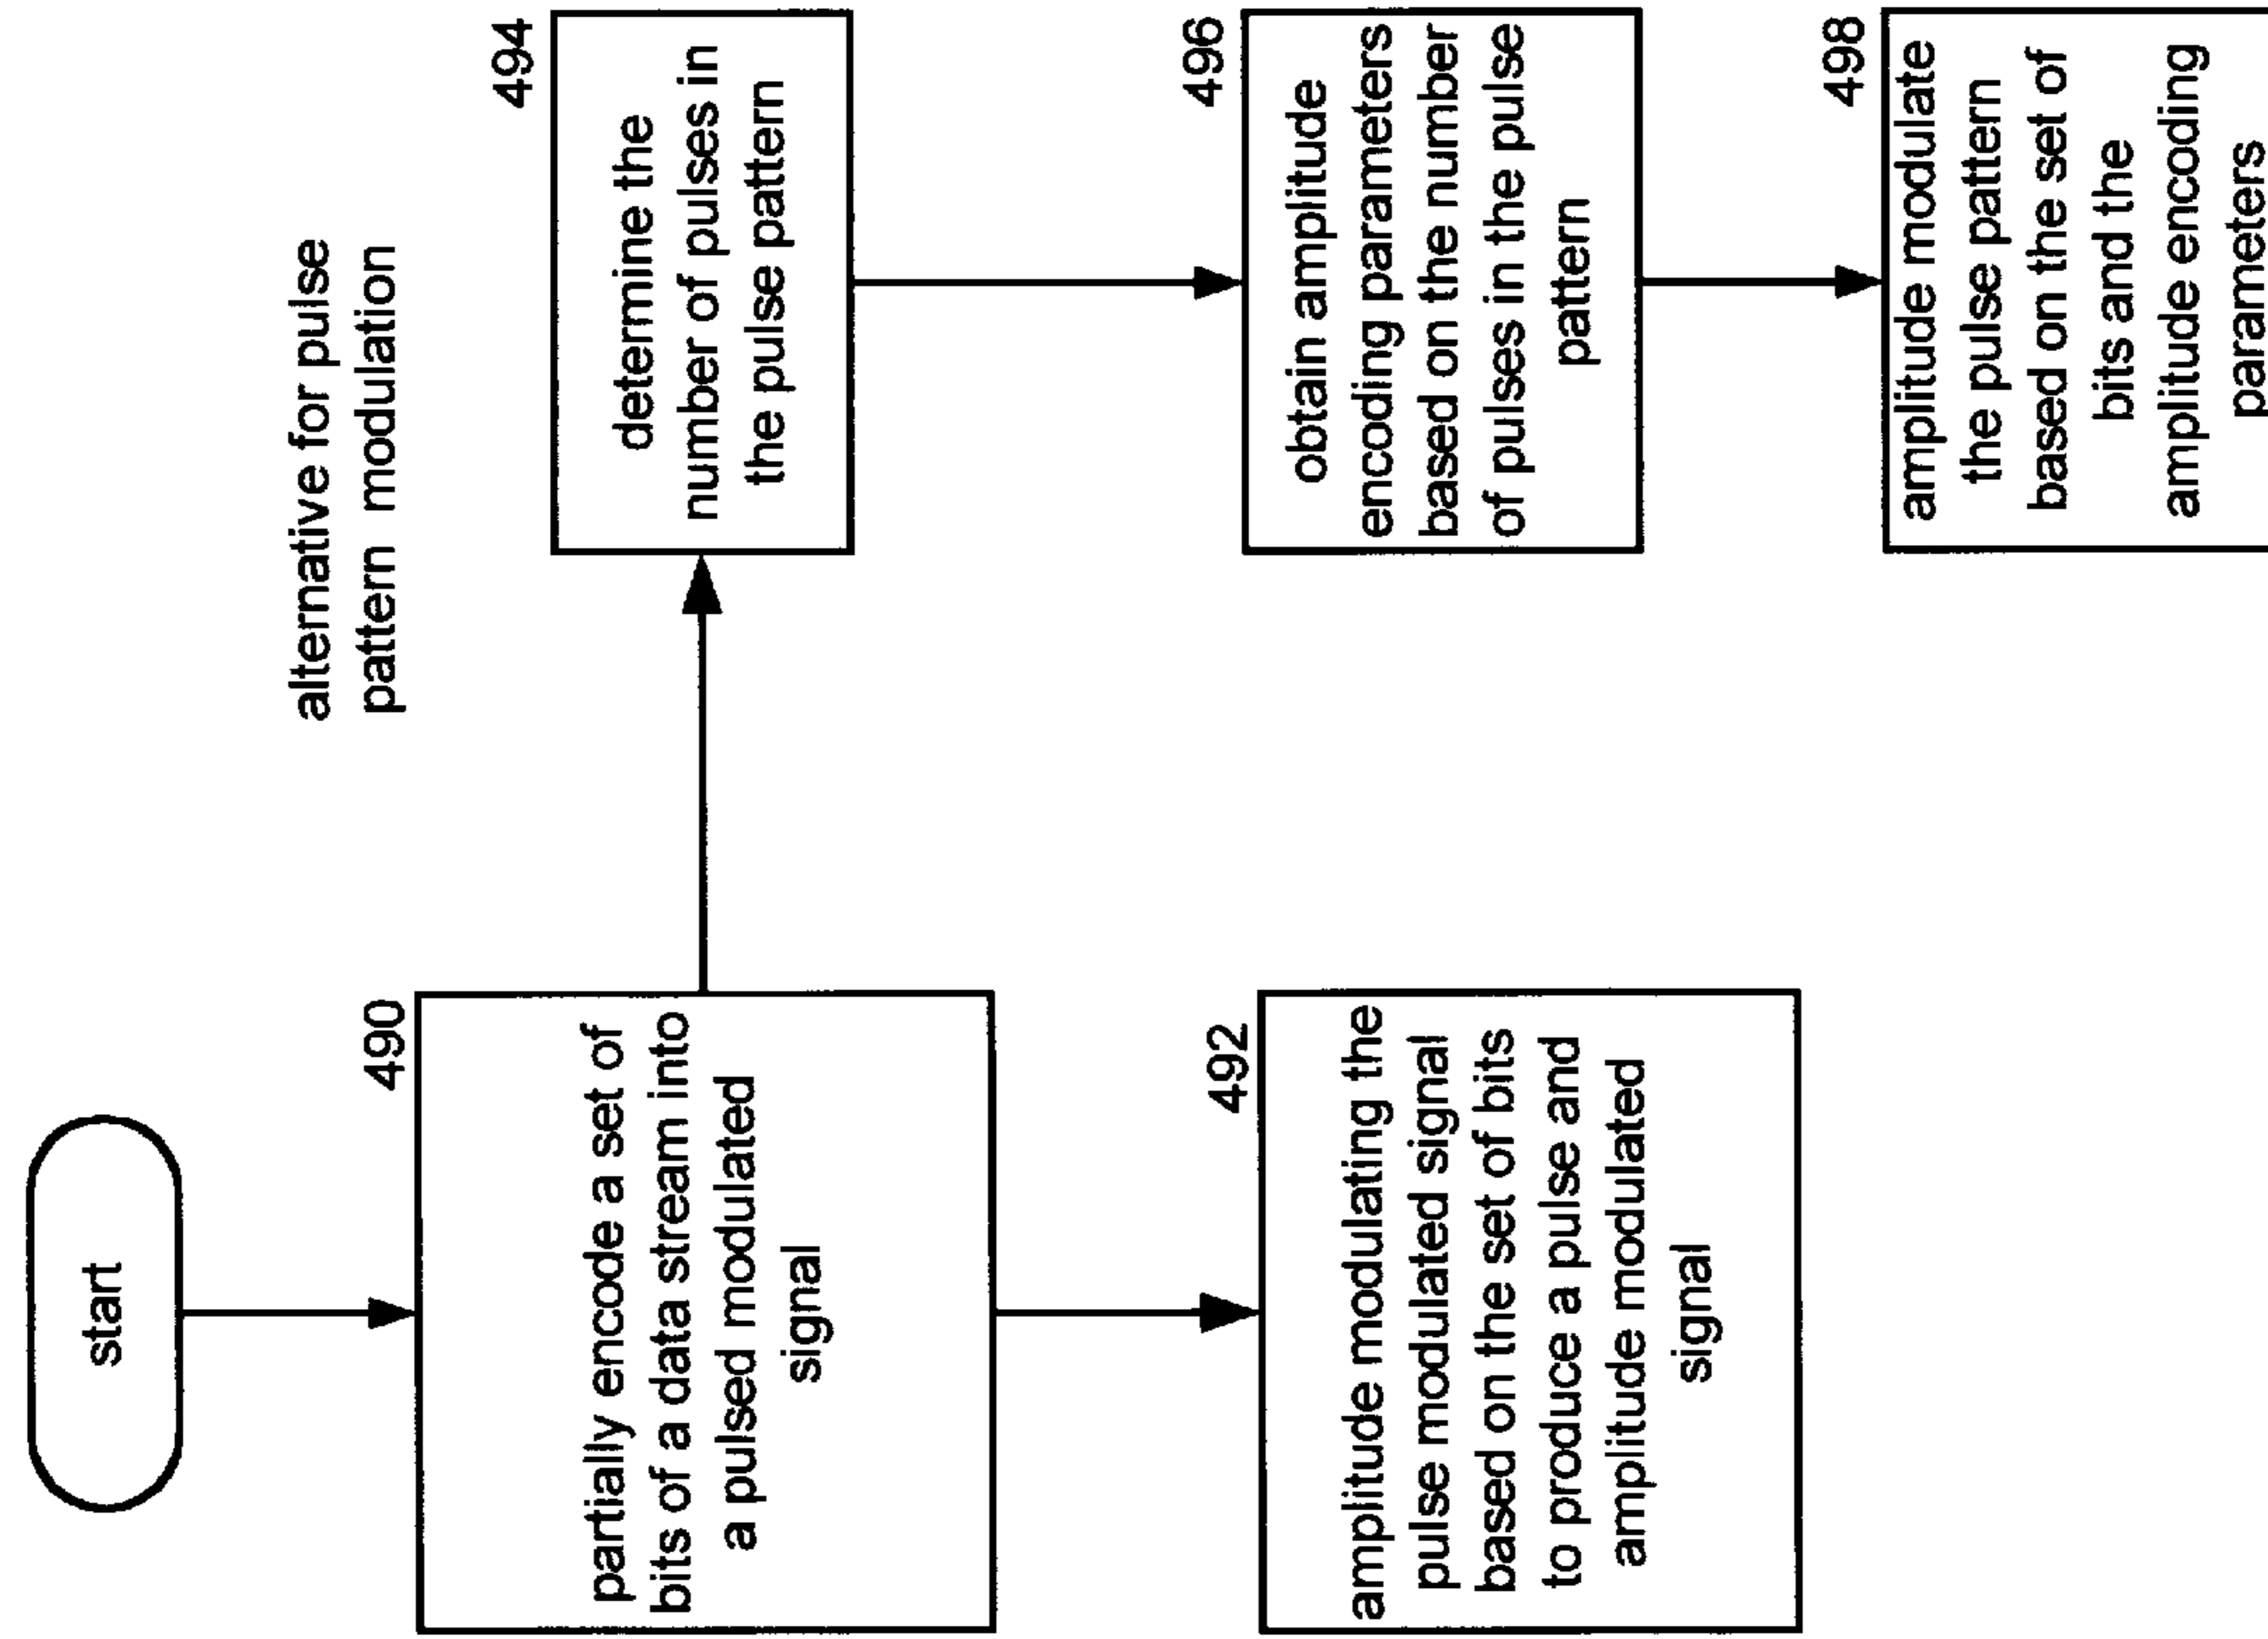 start
490
partially encode a set of
bits of a data stream into
a pulsed modulated
signal
492
amplitude modulating the
pulse modulated signal
based on the set of bits
to produce a pulse and
amplitude modulated
signal
alternative for pulse
pattern modulation
494
determine the
number of pulses in
the pulse pattern
496
obtain amplitude
encoding parameters
based on the number
of pulses in the pulse
pattern
498
amplitude modulate
the pulse pattern
based on the set of
bits and the
amplitude encoding
parameters